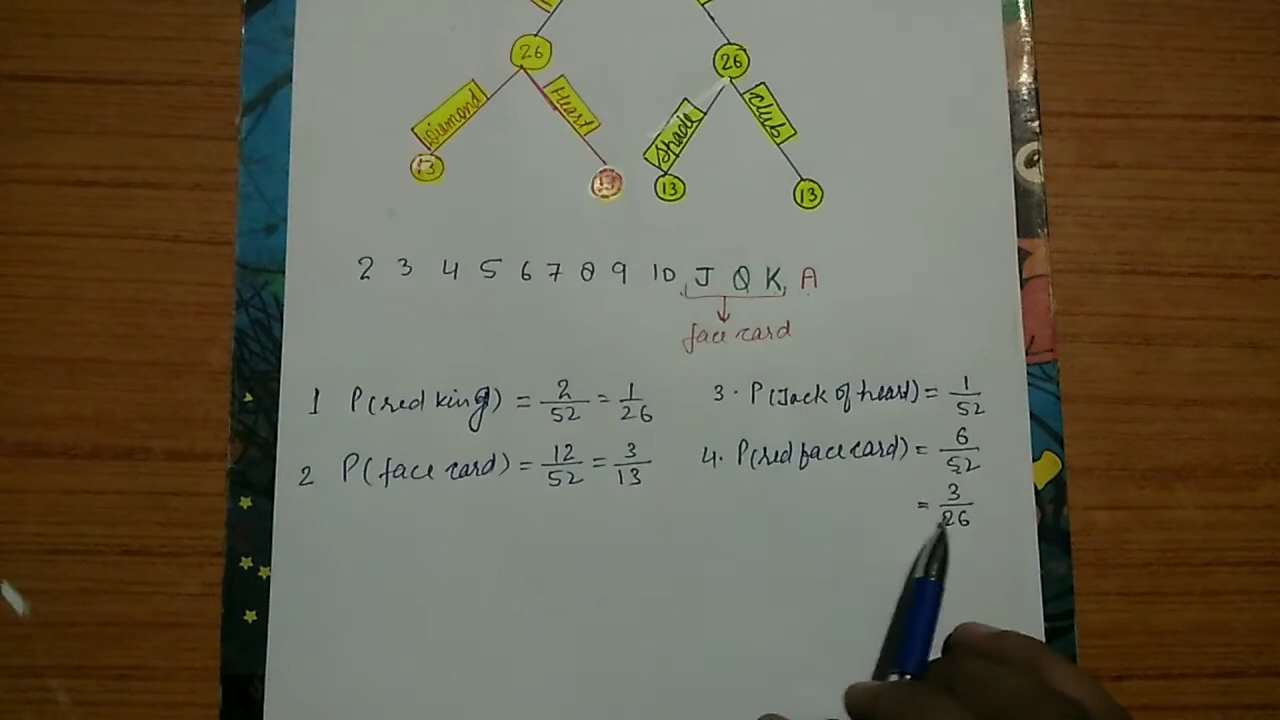 26 26
Diamond Heart Shade Club
13 13 13 13
2 3 4 5 6 7 8 9 10 J Q K A
face card
1 P(red king) = 2/52 = 1/26
2 P(face card) = 12/52 = 3/13
3. P(Jack of heart) = 1/52
4. P(red face card) = 6/52
= 3/26